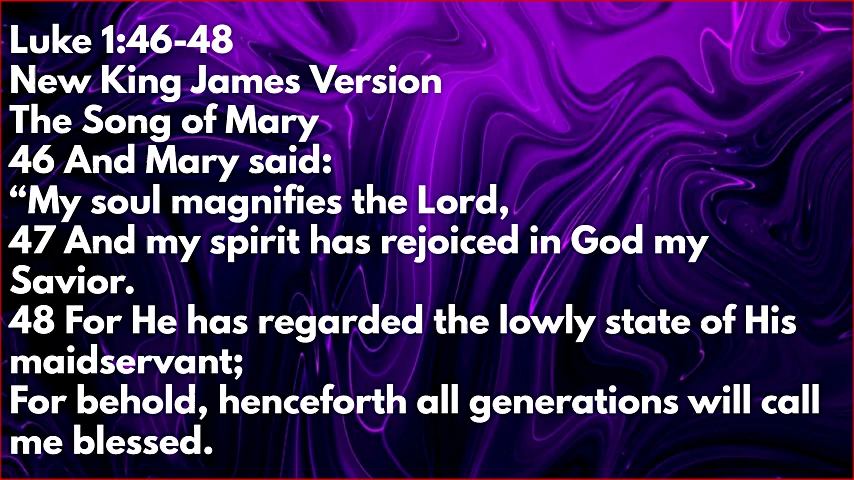 Luke 1:46-48
New King James Version
The Song of Mary
46 And Mary said:
“My soul magnifies the Lord,
47 And my spirit has rejoiced in God my
Savior.
48 For He has regarded the lowly state of His
maidservant;
For behold, henceforth all generations will call
me blessed.